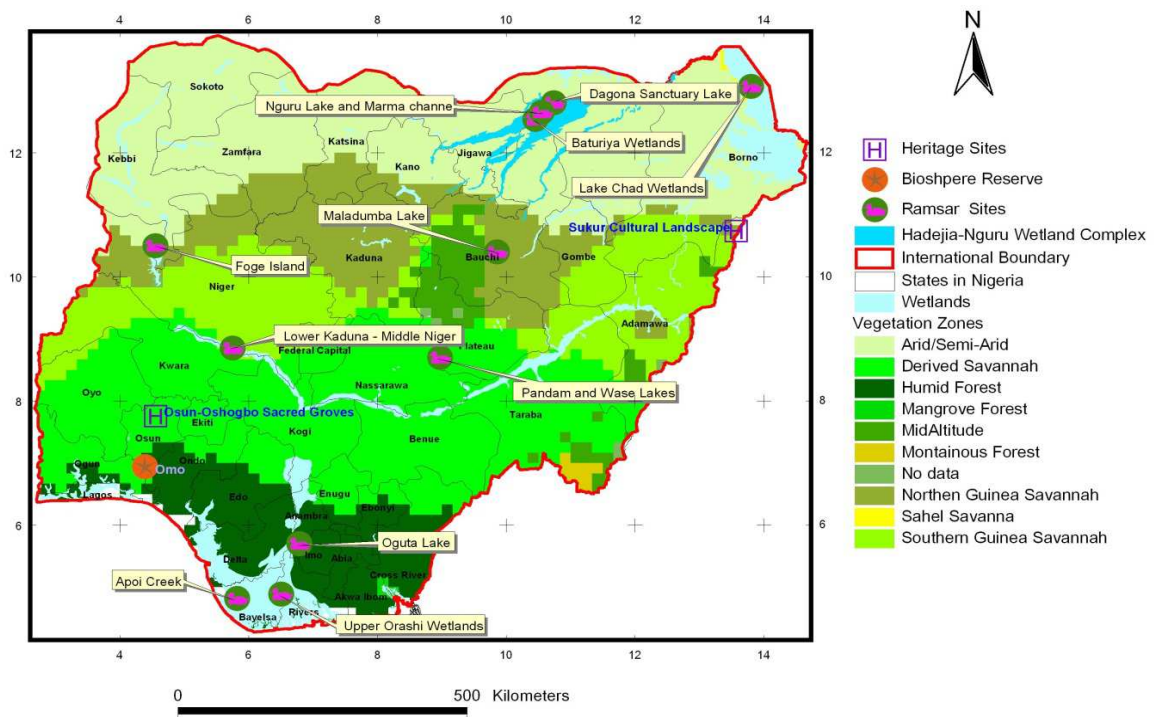 4 6 8 10 12 14
N
Sokoto
Dagona Sanctuary Lake
Nguru Lake and Marma channe
Katsina
Baturiya Wetlands
12
Kebbi
Zamfara
Kano
Jigawa
Borno
12
Lake Chad Wetlands
Maladumba Lake
Sukur Cultural Landscape
H
Kaduna
Bauchi
Gombe
10
Foge Island
10
Niger
Adamawa
Lower Kaduna - Middle Niger
Federal Capital
Plateau
Kwara
Pandam and Wase Lakes
Nassarawa
Oyo
8
H
Osun-Oshogbo Sacred Groves
Taraba
8
Ekiti
Kogi
Osun
Benue
Ondo
Omo
Ogun
Lagos
Edo
Enugu
Ebonyi
Anambra
6
6
Oguta Lake
Imo
Abia
Delta
Cross River
Apoi Creek
Akwa Ibom
Rivers
Bayelsa
Upper Orashi Wetlands
4 6 8 10 12 14
0 500 Kilometers
H Heritage Sites
Bioshpere Reserve
Ramsar Sites
Hadejia-Nguru Wetland Complex
International Boundary
States in Nigeria
Wetlands
Vegetation Zones
Arid/Semi-Arid
Derived Savannah
Humid Forest
Mangrove Forest
MidAltitude
Montainous Forest
No data
Northen Guinea Savannah
Sahel Savanna
Southern Guinea Savannah